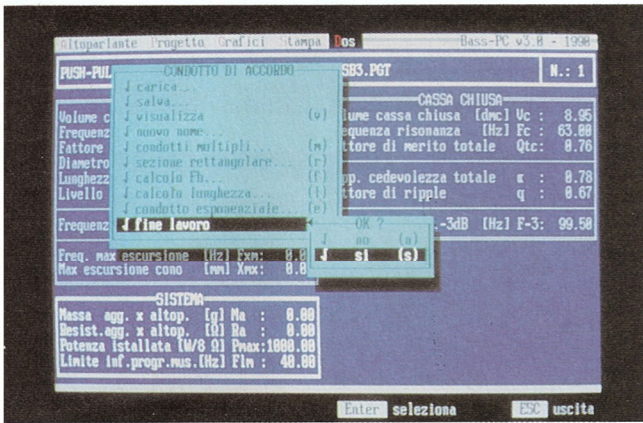 Altoparlante Progetto Grafici Stampa Dos Bass-PC v3.0 - 1990
PUSH-PUL SB3.PGT N.: 1
CONDOTTO DI ACCORDO
√ carica...
√ salva...
√ visualizza (v)
√ nuovo nome...
√ condotti multipli... (m)
√ sezione rettangolare... (r)
√ calcolo Fb... (f)
√ calcolo lunghezza... (l)
√ condotto esponenziale... (e)
√ fine lavoro
OK ?
√ no (n)
√ si (s)
Volume c
Frequenz
Fattore
Diametro
Lunghezz
Livello
Frequenz
Freq. max escursione [Hz] Fxm: 0.0
Max escursione cono [mm] Xmx: 0.0
CASSA CHIUSA
lume cassa chiusa [dmc] Vc : 8.95
equenza risonanza [Hz] Fc : 63.00
ttore di merito totale Qtc: 0.76
pp. cedevolezza totale α : 0.78
ttore di ripple q : 0.67
.-3dB [Hz] F-3: 99.50
SISTEMA
Massa agg. x altop. [g] Ma : 0.00
Resist.agg. x altop. [Ω] Ra : 0.00
Potenza istallata [W/8 Ω] Pmax:1000.00
Limite inf.progr.mus.[Hz] Flm : 40.00
Enter seleziona ESC uscita